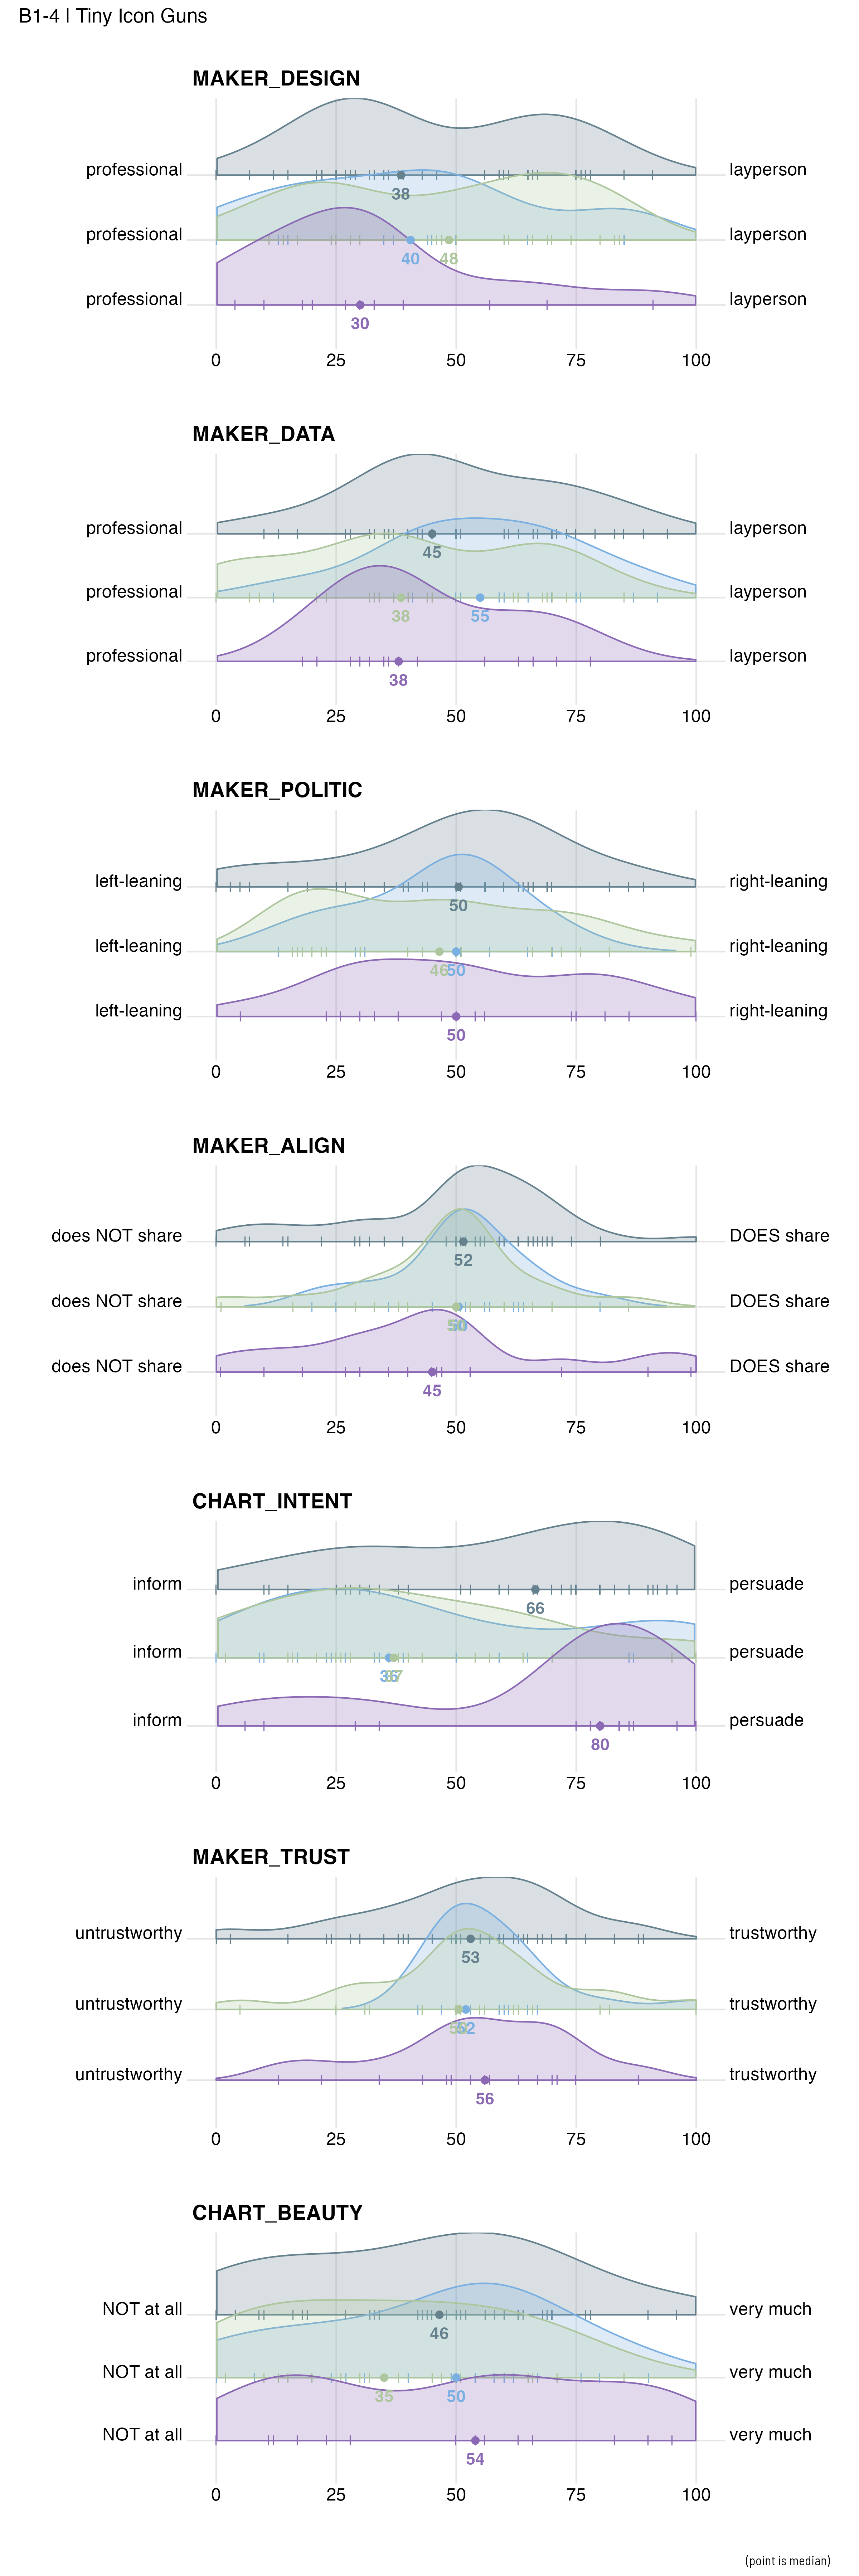 B1-4 | Tiny Icon Guns
MAKER_DESIGN
professional layperson
38
professional layperson
40 48
professional layperson
30
0 25 50 75 100
MAKER_DATA
professional layperson
45
professional layperson
38 55
professional layperson
38
0 25 50 75 100
MAKER_POLITIC
left-leaning right-leaning
50
left-leaning right-leaning
46 50
left-leaning right-leaning
50
0 25 50 75 100
MAKER_ALIGN
does NOT share DOES share
52
does NOT share DOES share
50
does NOT share DOES share
45
0 25 50 75 100
CHART_INTENT
inform persuade
66
inform persuade
37
inform persuade
80
0 25 50 75 100
MAKER_TRUST
untrustworthy trustworthy
53
untrustworthy trustworthy
52
untrustworthy trustworthy
56
0 25 50 75 100
CHART_BEAUTY
NOT at all very much
46
NOT at all very much
35 50
NOT at all very much
54
0 25 50 75 100
(point is median)